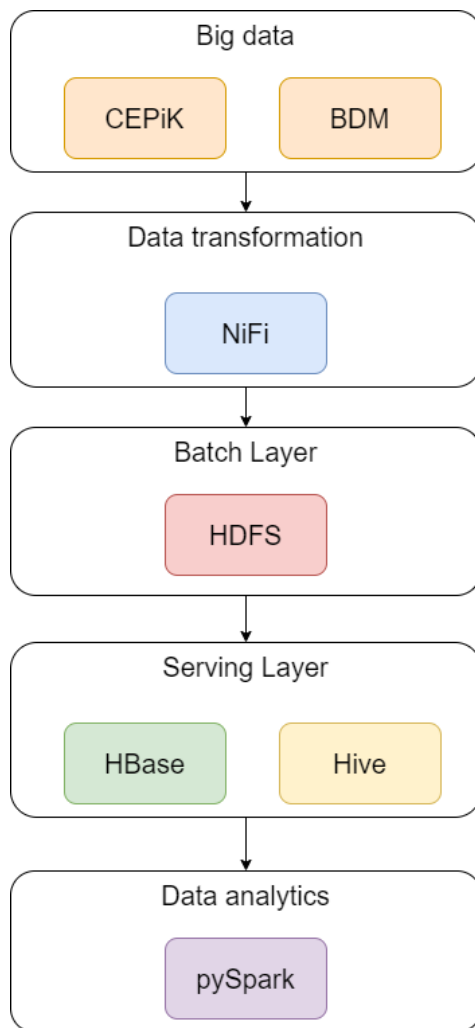 Big data
CEPiK
BDM
Data transformation
NiFi
Batch Layer
HDFS
Serving Layer
HBase
Hive
Data analytics
pySpark